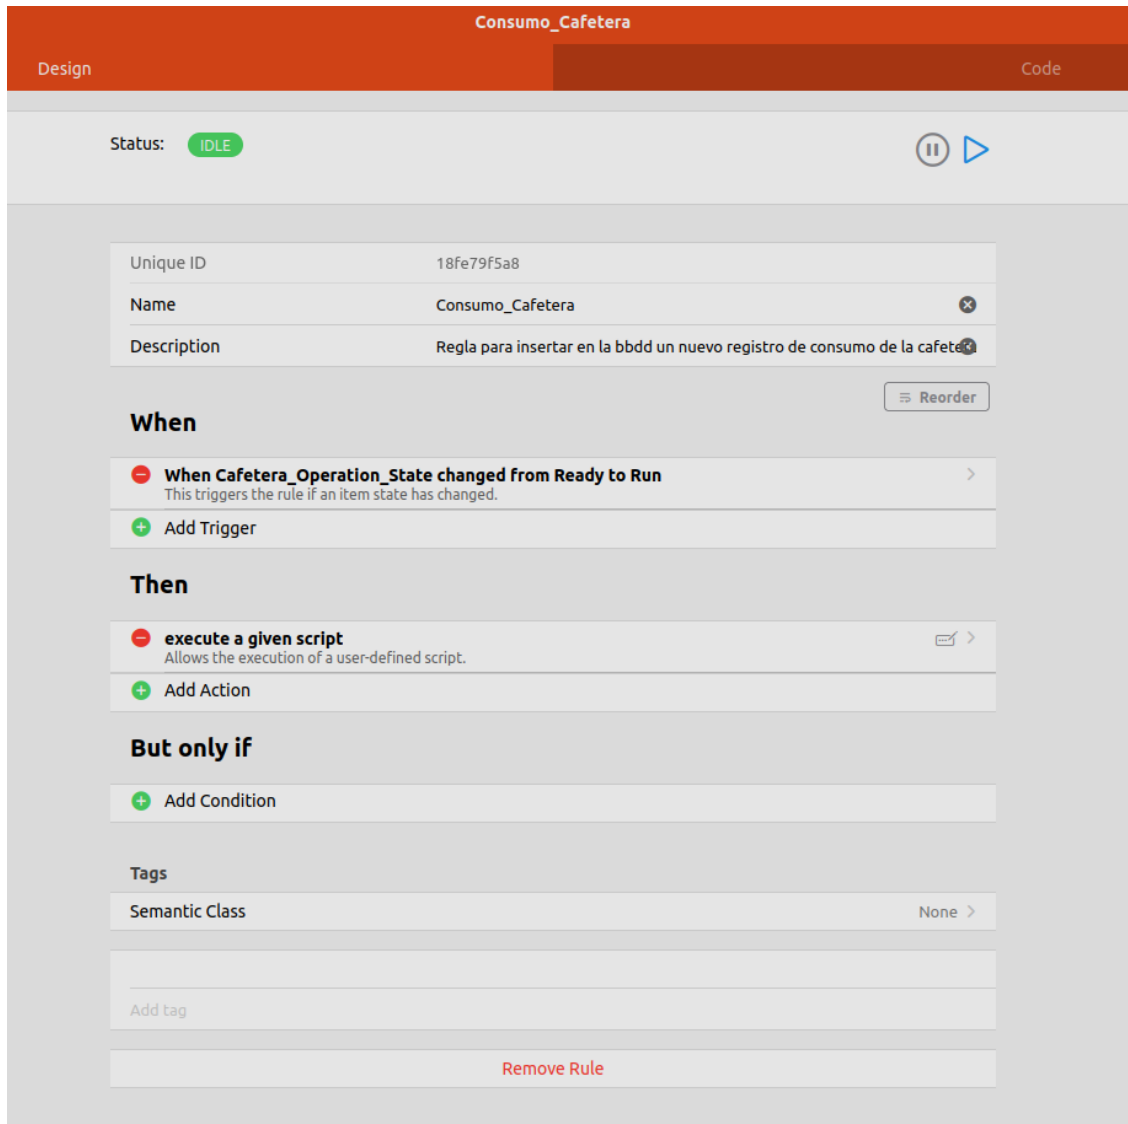 Consumo_Cafetera
Design Code
Status: IDLE
Unique ID 18fe79f5a8
Name Consumo_Cafetera
Description Regla para insertar en la bbdd un nuevo registro de consumo de la cafetera
Reorder
When
When Cafetera_Operation_State changed from Ready to Run
This triggers the rule if an item state has changed.
Add Trigger
Then
execute a given script
Allows the execution of a user-defined script.
Add Action
But only if
Add Condition
Tags
Semantic Class None
Add tag
Remove Rule